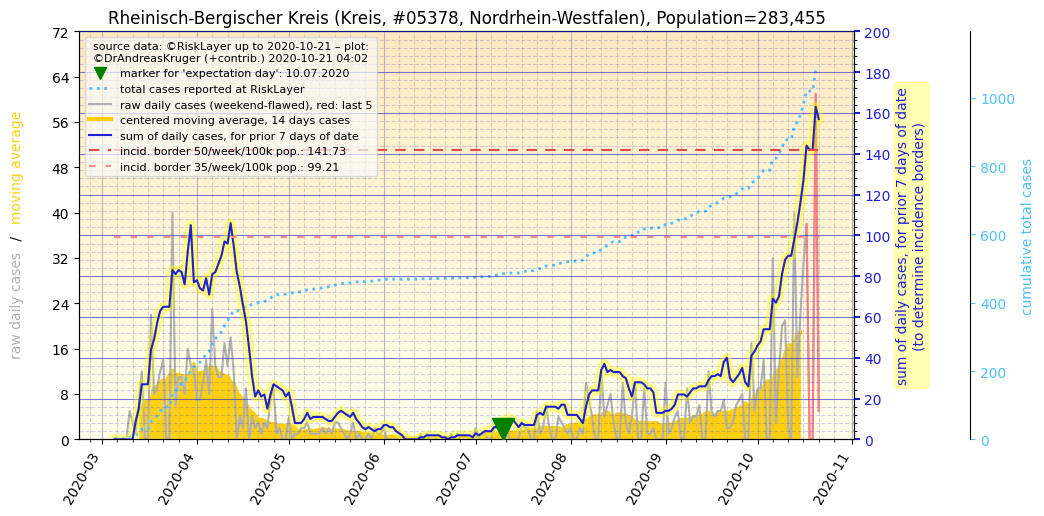 Rheinisch-Bergischer Kreis (Kreis, #05378, Nordrhein-Westfalen), Population=283,455
source data: ©RiskLayer up to 2020-10-21 – plot:
©DrAndreasKruger (+contrib.) 2020-10-21 04:02
marker for 'expectation day': 10.07.2020
total cases reported at RiskLayer
raw daily cases (weekend-flawed), red: last 5
centered moving average, 14 days cases
sum of daily cases, for prior 7 days of date
incid. border 50/week/100k pop.: 141.73
incid. border 35/week/100k pop.: 99.21
raw daily cases / moving average
72
64
56
48
40
32
24
16
8
0
200
180
160
140
120
100
80
60
40
20
0
sum of daily cases, for prior 7 days of date
(to determine incidence borders)
1000
800
600
400
200
0
cumulative total cases
2020-03
2020-04
2020-05
2020-06
2020-07
2020-08
2020-09
2020-10
2020-11